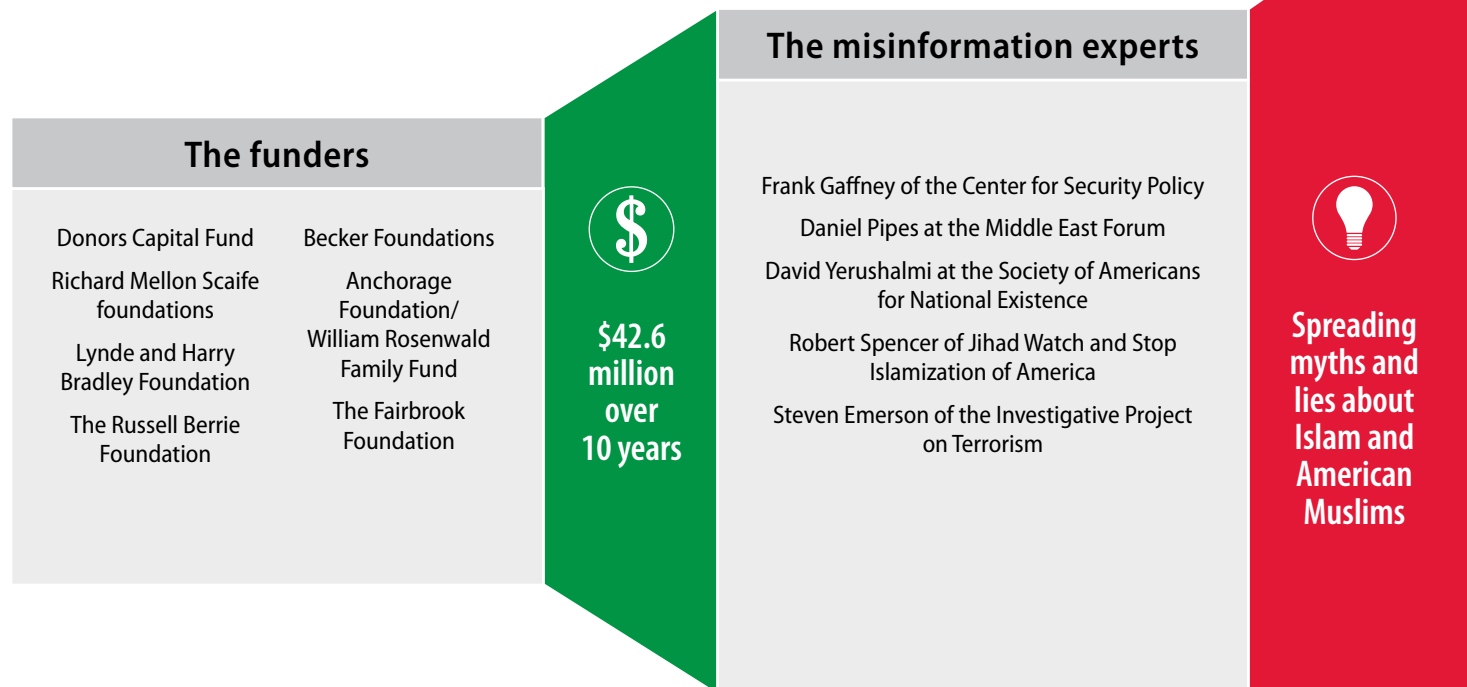 The funders
Donors Capital Fund
Richard Mellon Scaife
foundations
Lynde and Harry
Bradley Foundation
The Russell Berrie
Foundation
Becker Foundations
Anchorage
Foundation/
William Rosenwald
Family Fund
The Fairbrook
Foundation
$
$42.6
million
over
10 years
The misinformation experts
Frank Gaffney of the Center for Security Policy
Daniel Pipes at the Middle East Forum
David Yerushalmi at the Society of Americans
for National Existence
Robert Spencer of Jihad Watch and Stop
Islamization of America
Steven Emerson of the Investigative Project
on Terrorism
Spreading
myths and
lies about
Islam and
American
Muslims